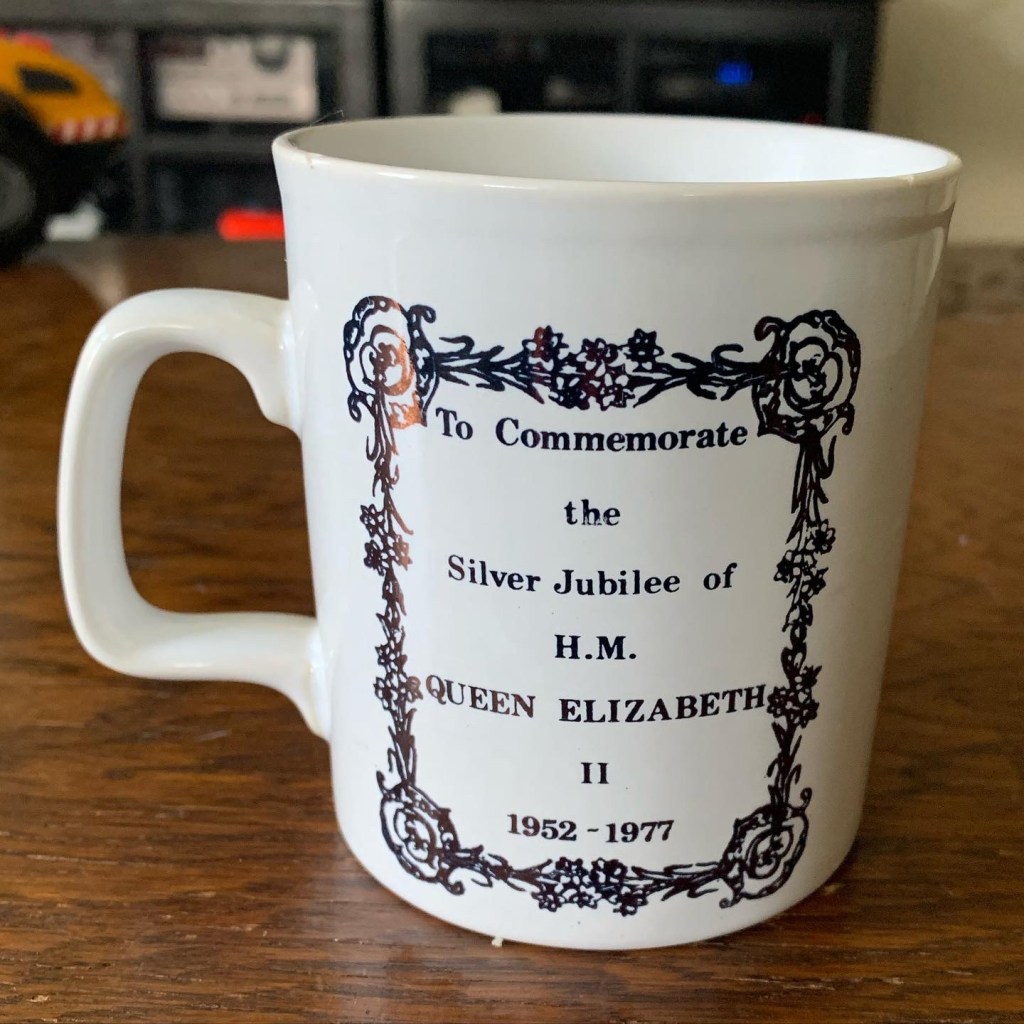 To Commemorate
the
Silver Jubilee of
H.M.
QUEEN ELIZABETH
II
1952 - 1977